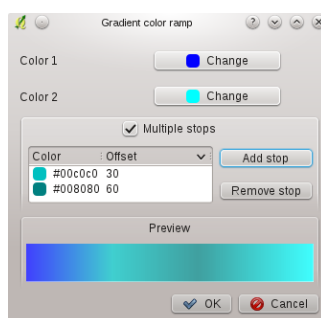 Gradient color ramp
Color 1 Change
Color 2 Change
Multiple stops
Color Offset
#00c0c0 30
#008080 60
Add stop
Remove stop
Preview
OK Cancel